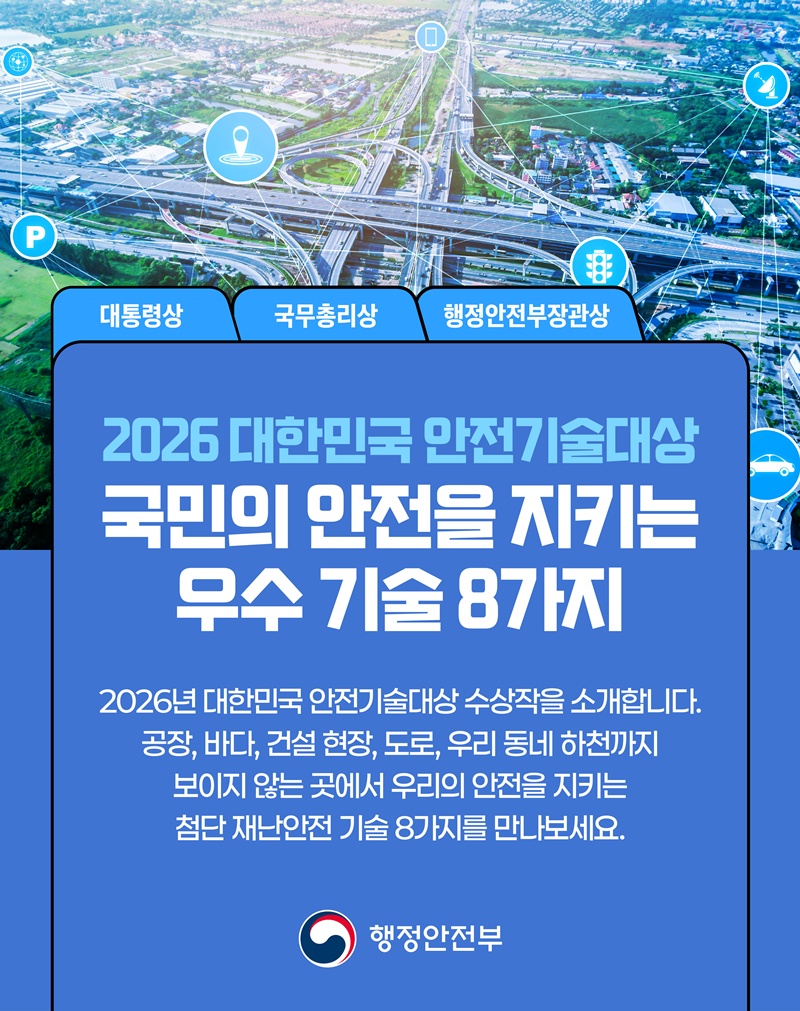 P
대통령상 국무총리상 행정안전부장관상
2026 대한민국 안전기술대상
국민의 안전을 지키는
우수 기술 8가지
2026년 대한민국 안전기술대상 수상작을 소개합니다.
공장, 바다, 건설 현장, 도로, 우리 동네 하천까지
보이지 않는 곳에서 우리의 안전을 지키는
첨단 재난안전 기술 8가지를 만나보세요.
행정안전부